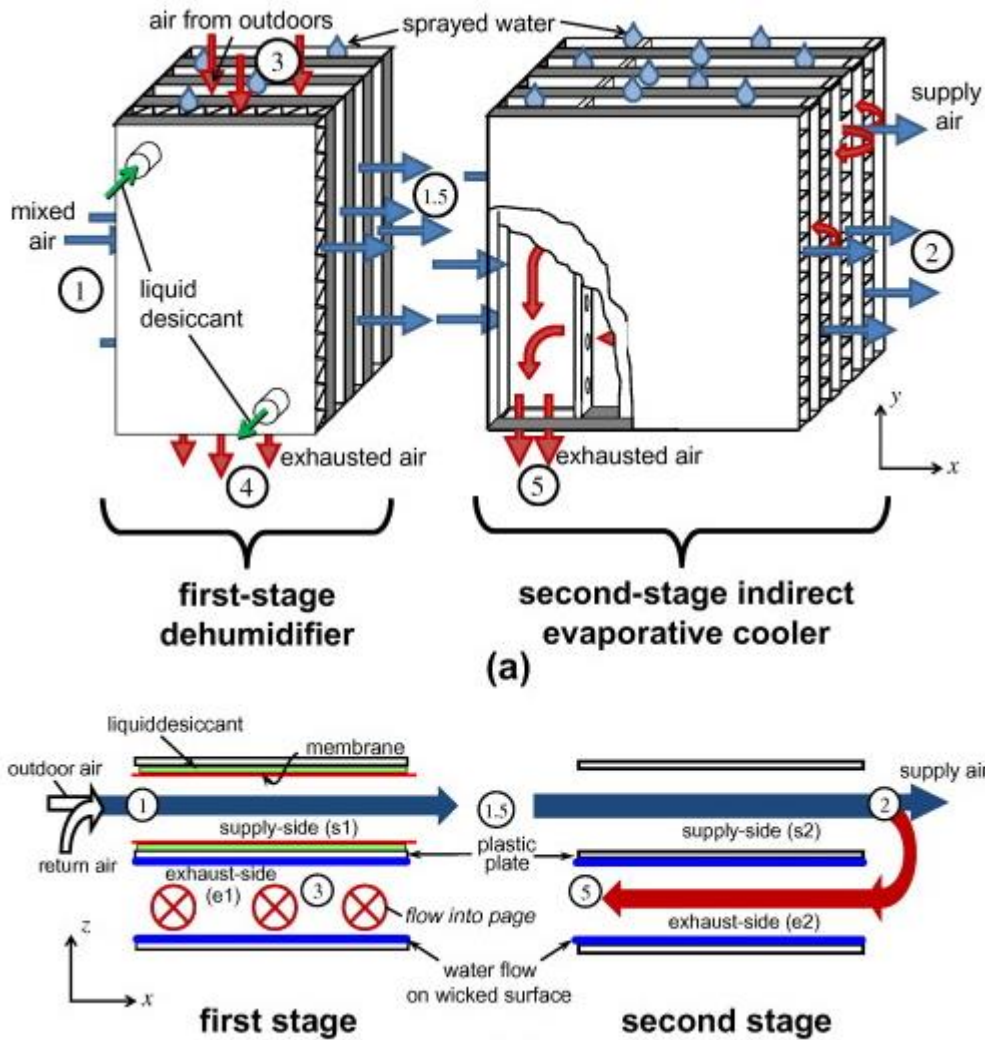 air from outdoors
sprayed water
3
supply air
mixed air
1.5
1
2
liquid desiccant
y
x
exhausted air
4
exhausted air
5
first-stage dehumidifier
second-stage indirect evaporative cooler
(a)
liquiddesiccant
membrane
outdoor air
supply air
1
1.5
2
supply-side (s1)
plastic plate
supply-side (s2)
return air
exhaust-side (e1)
3
5
flow into page
exhaust-side (e2)
z
x
water flow on wicked surface
first stage
second stage